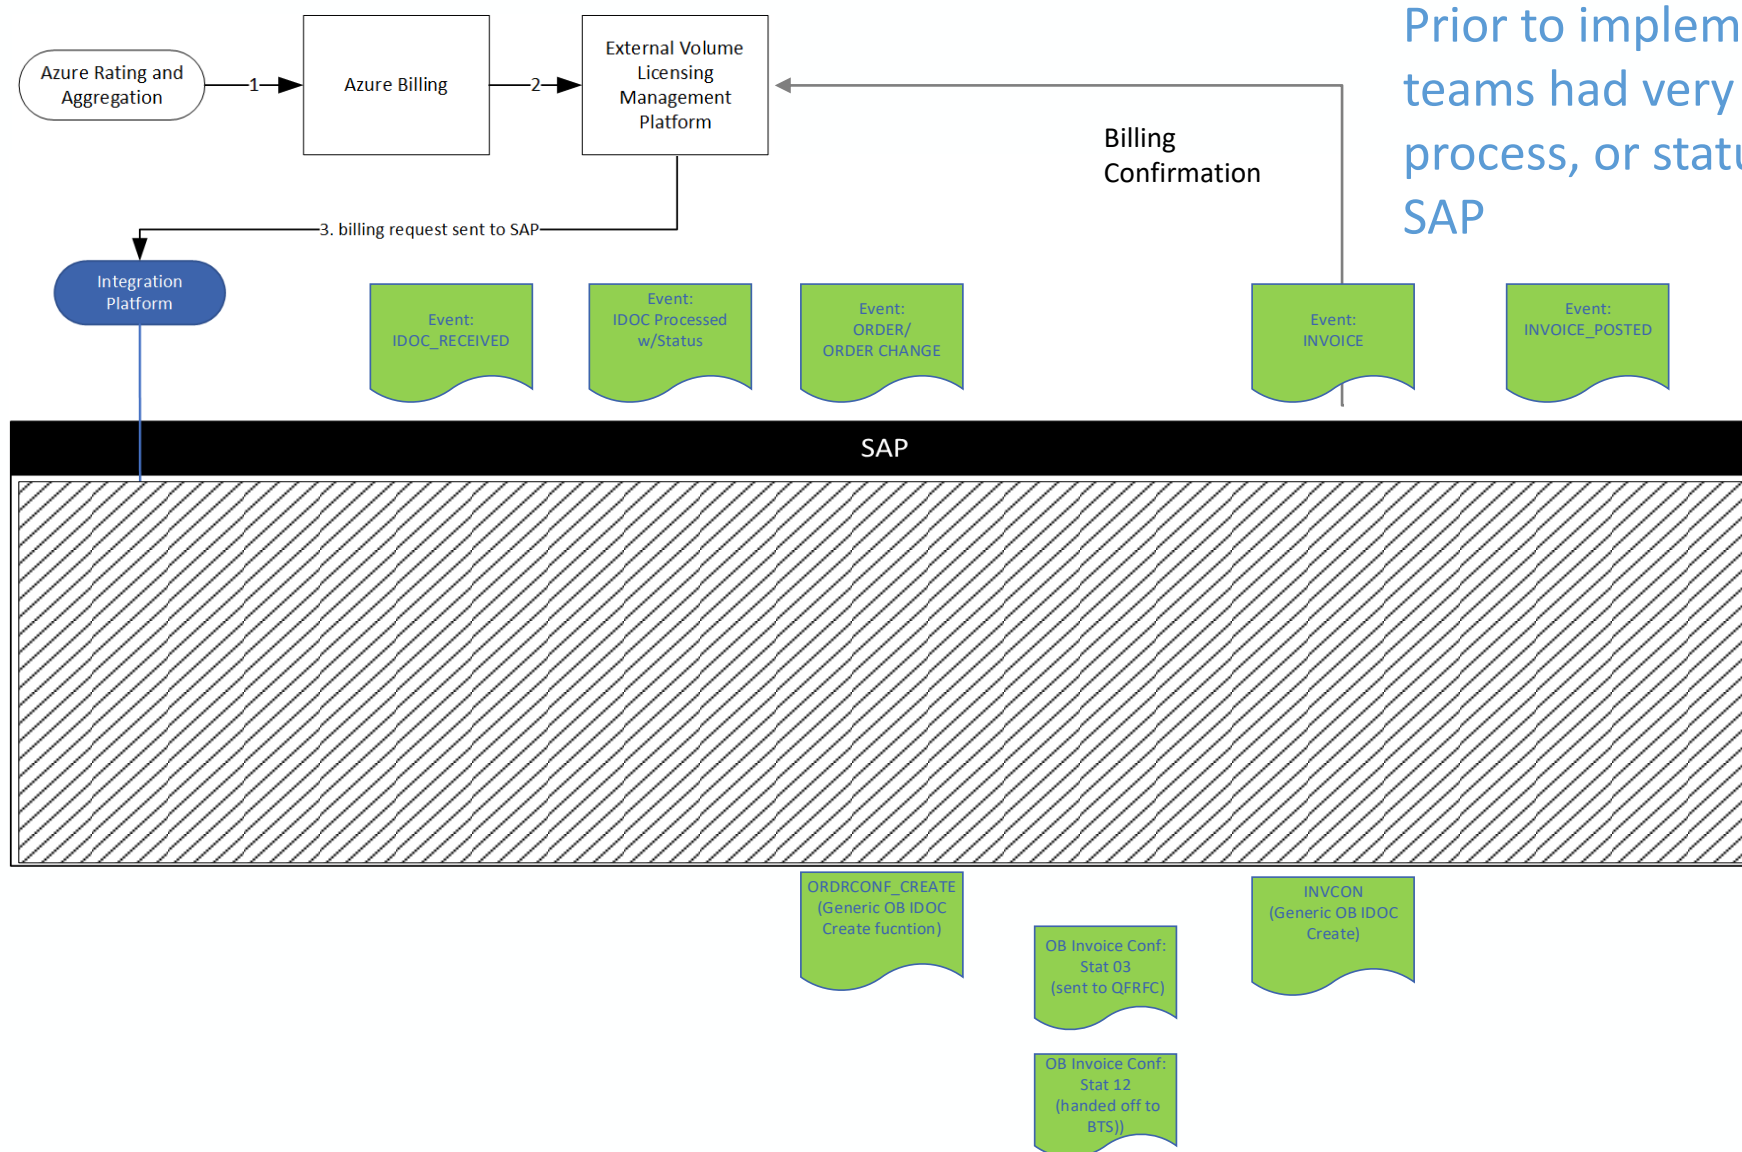 Prior to implem
teams had very
process, or statu
SAP
Azure Rating and
Aggregation
1
Azure Billing
2
External Volume
Licensing
Management
Platform
Billing
Confirmation
3. billing request sent to SAP
Integration
Platform
Event:
IDOC_RECEIVED
Event:
IDOC Processed
w/Status
Event:
ORDER/
ORDER CHANGE
Event:
INVOICE
Event:
INVOICE_POSTED
SAP
ORDRCONF_CREATE
(Generic OB IDOC
Create fucntion)
OB Invoice Conf:
Stat 03
(sent to QFRFC)
INVCON
(Generic OB IDOC
Create)
OB Invoice Conf:
Stat 12
(handed off to
BTS))